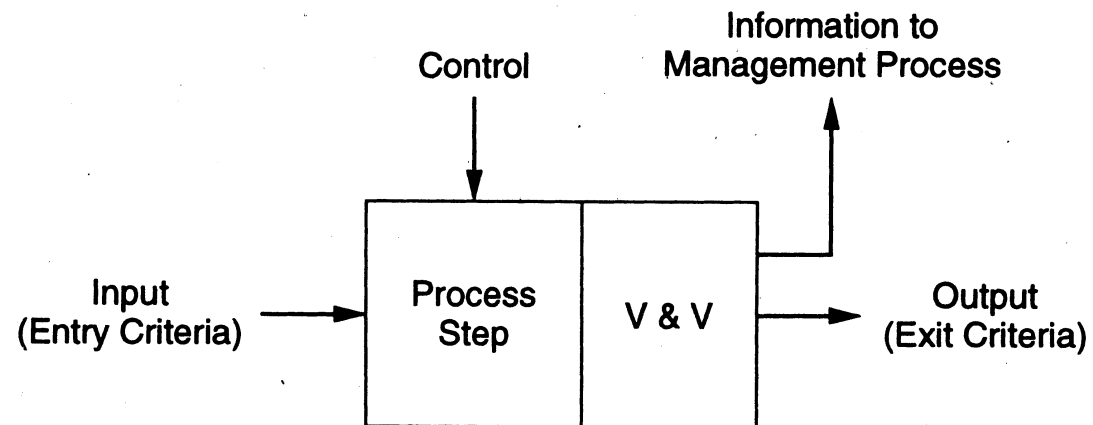 Information to
Management Process
Control
Input
(Entry Criteria)
Process
Step
V & V
Output
(Exit Criteria)